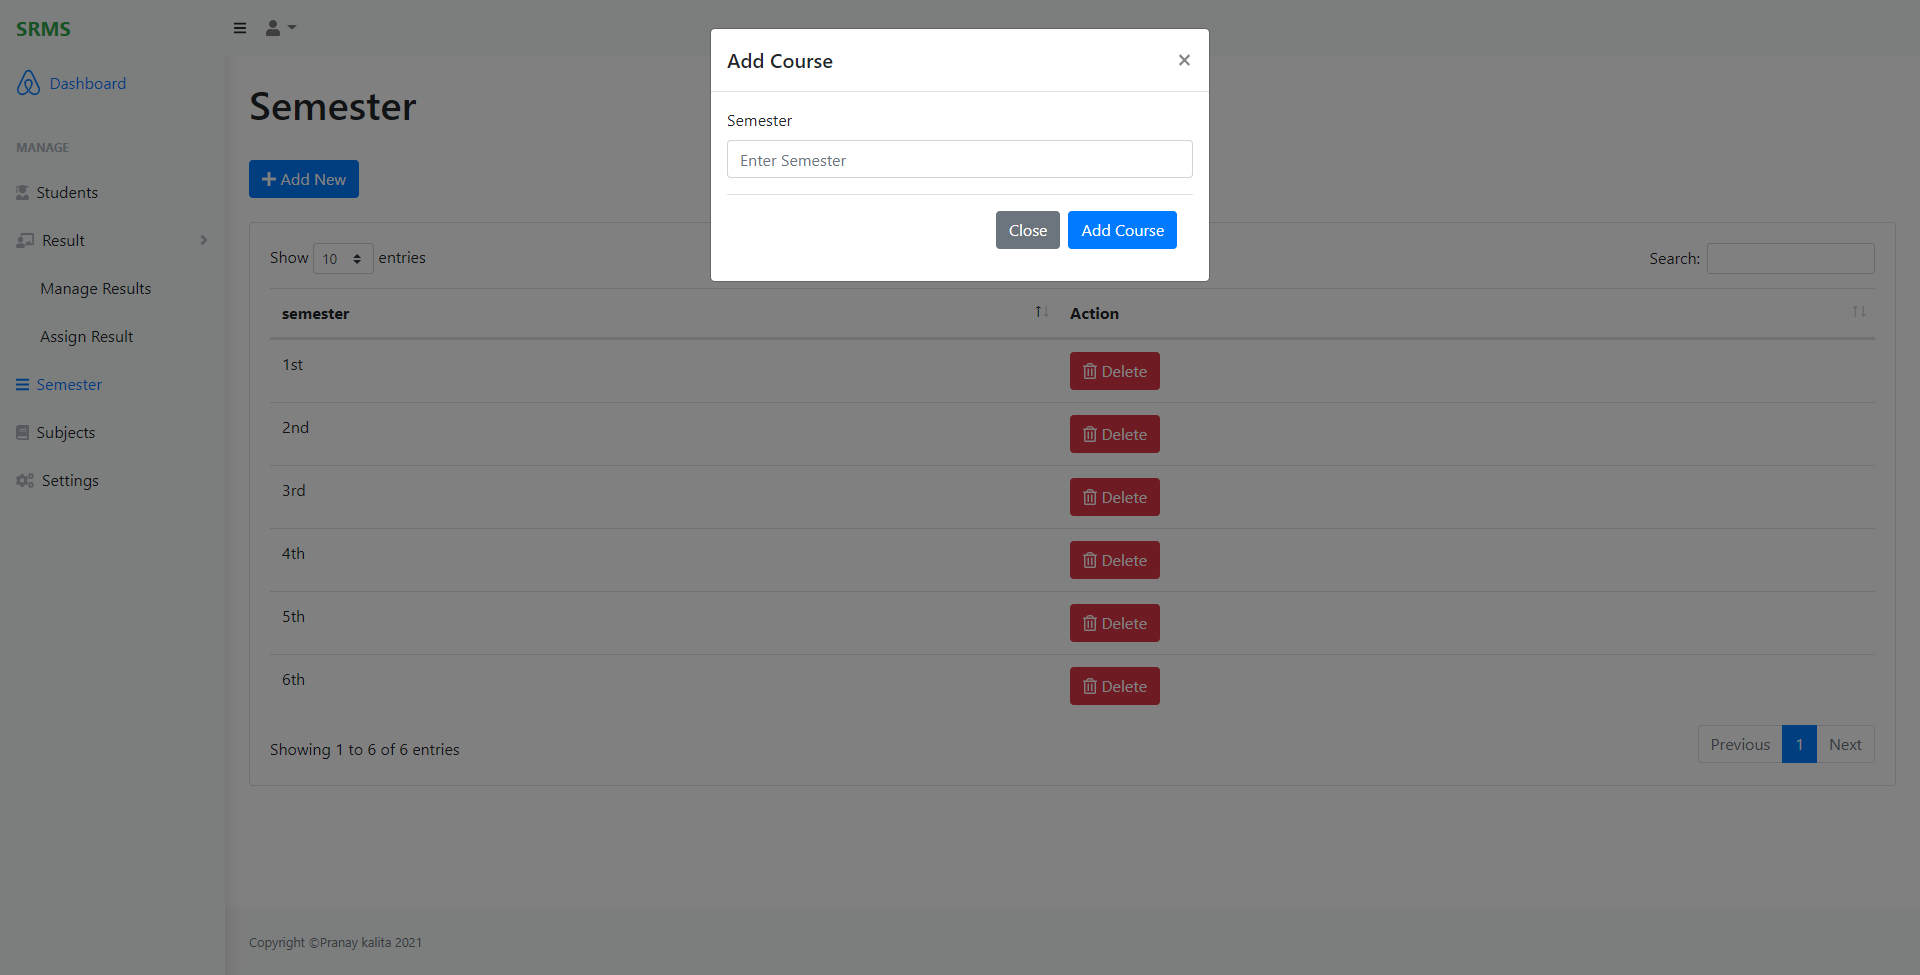 SRMS
Dashboard
MANAGE
Students
Result
Manage Results
Assign Result
Semester
Subjects
Settings
Semester
Add New
Show 10 entries
Search:
semester
Action
1st
Delete
2nd
Delete
3rd
Delete
4th
Delete
5th
Delete
6th
Delete
Showing 1 to 6 of 6 entries
Previous
1
Next
Copyright ©Pranay kalita 2021
Add Course
×
Semester
Enter Semester
Close
Add Course